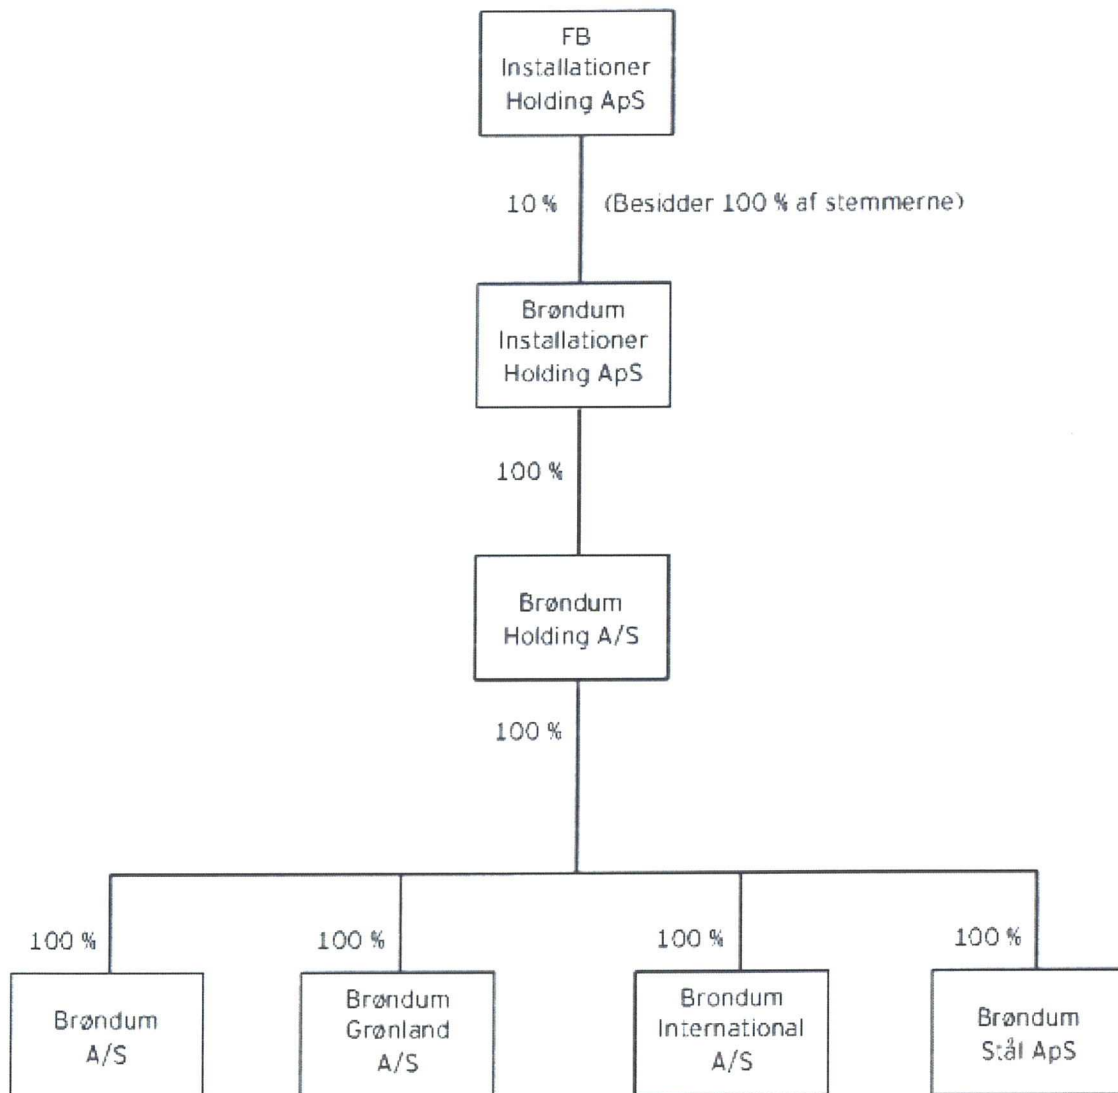 FB
Installationer
Holding ApS
10 %
(Besidder 100 % af stemmerne)
Brøndum
Installationer
Holding ApS
100 %
Brøndum
Holding A/S
100 %
100 %
100 %
100 %
100 %
Brøndum
A/S
Brøndum
Grønland
A/S
Brondum
International
A/S
Brøndum
Stål ApS